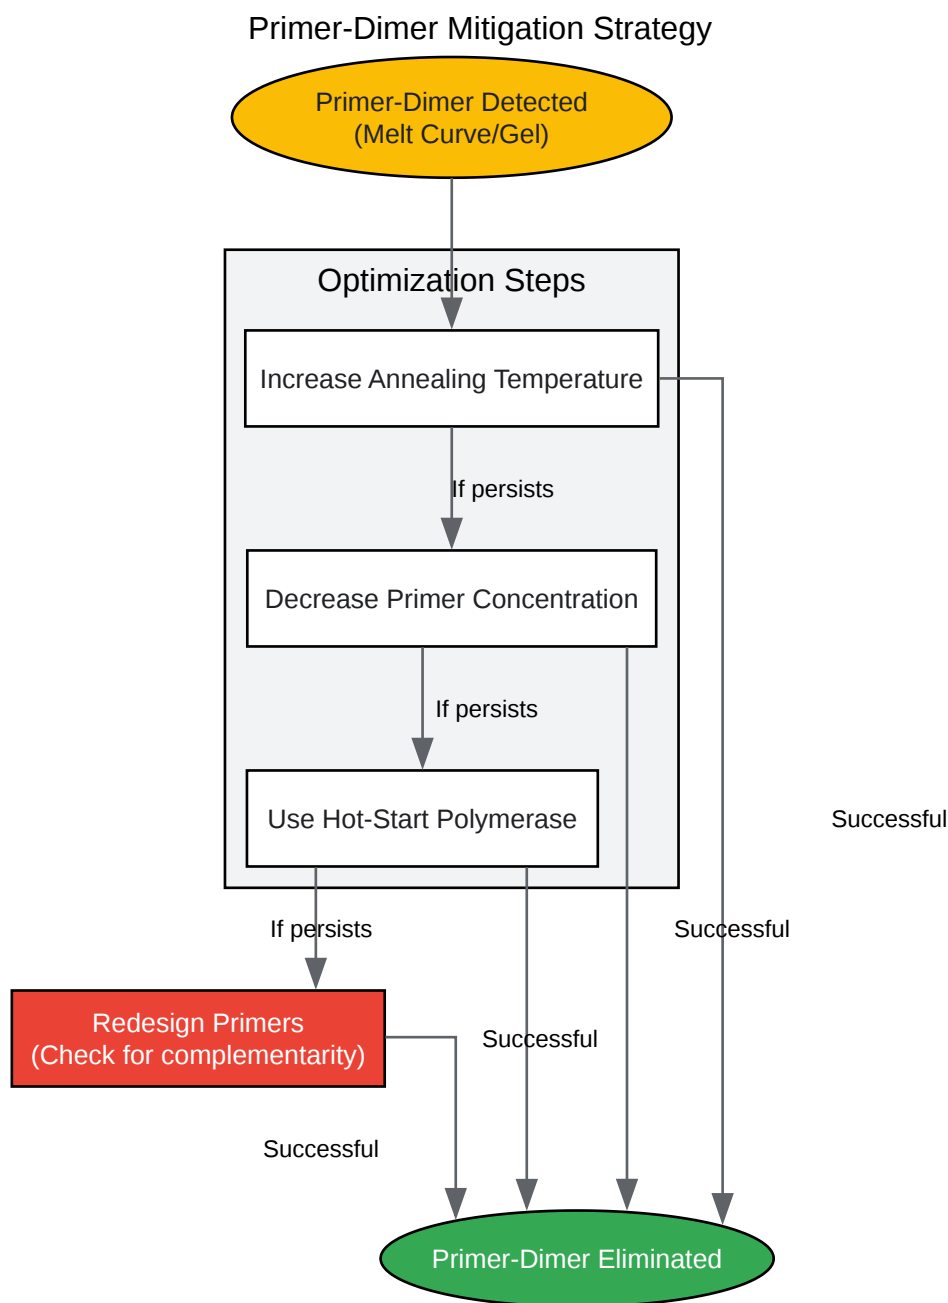 Primer-Dimer Mitigation Strategy
Primer-Dimer Detected
(Melt Curve/Gel)
Optimization Steps
Increase Annealing Temperature
If persists
Decrease Primer Concentration
If persists
Use Hot-Start Polymerase
Successful
If persists
Successful
Redesign Primers
(Check for complementarity)
Successful
Successful
Primer-Dimer Eliminated